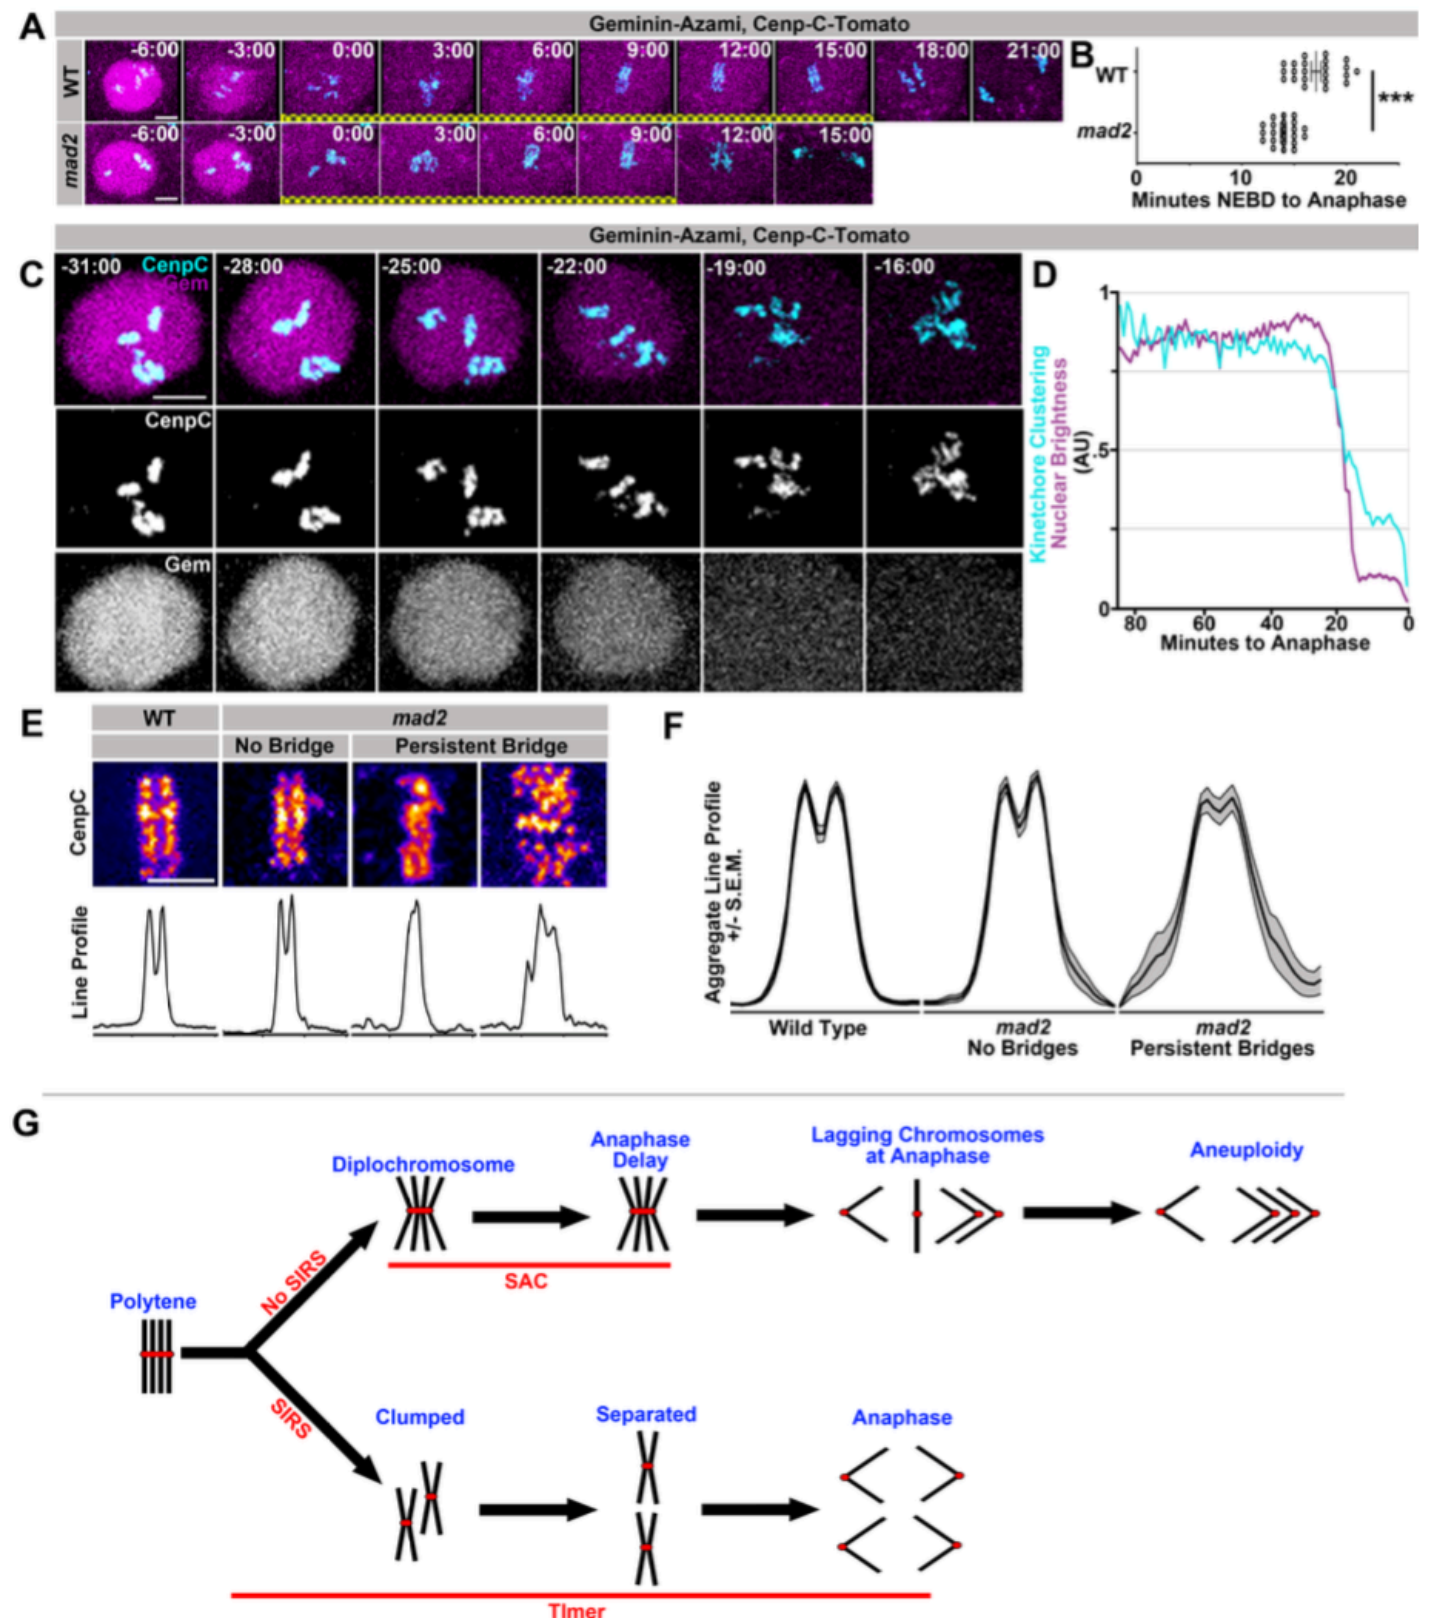 A
Geminin-Azami, Cenp-C-Tomato
WT
-6:00 -3:00 0:00 3:00 6:00 9:00 12:00 15:00 18:00 21:00
mad2
-6:00 -3:00 0:00 3:00 6:00 9:00 12:00 15:00
B
WT
mad2
***
0 10 20
Minutes NEBD to Anaphase
Geminin-Azami, Cenp-C-Tomato
C
-31:00 CenpC -28:00 -25:00 -22:00 -19:00 -16:00
Gem
CenpC
Gem
D
Kinetchore Clustering
Nuclear Brightness
(AU)
1
.5
0
80 60 40 20 0
Minutes to Anaphase
E
WT mad2
No Bridge Persistent Bridge
CenpC
Line Profile
F
Aggregate Line Profile
+/- S.E.M.
Wild Type
mad2
No Bridges
mad2
Persistent Bridges
G
Polytene
No SIRS
Diplochromosome
Anaphase
Delay
SAC
Lagging Chromosomes
at Anaphase
Aneuploidy
SIRS
Clumped
Separated
Anaphase
TImer